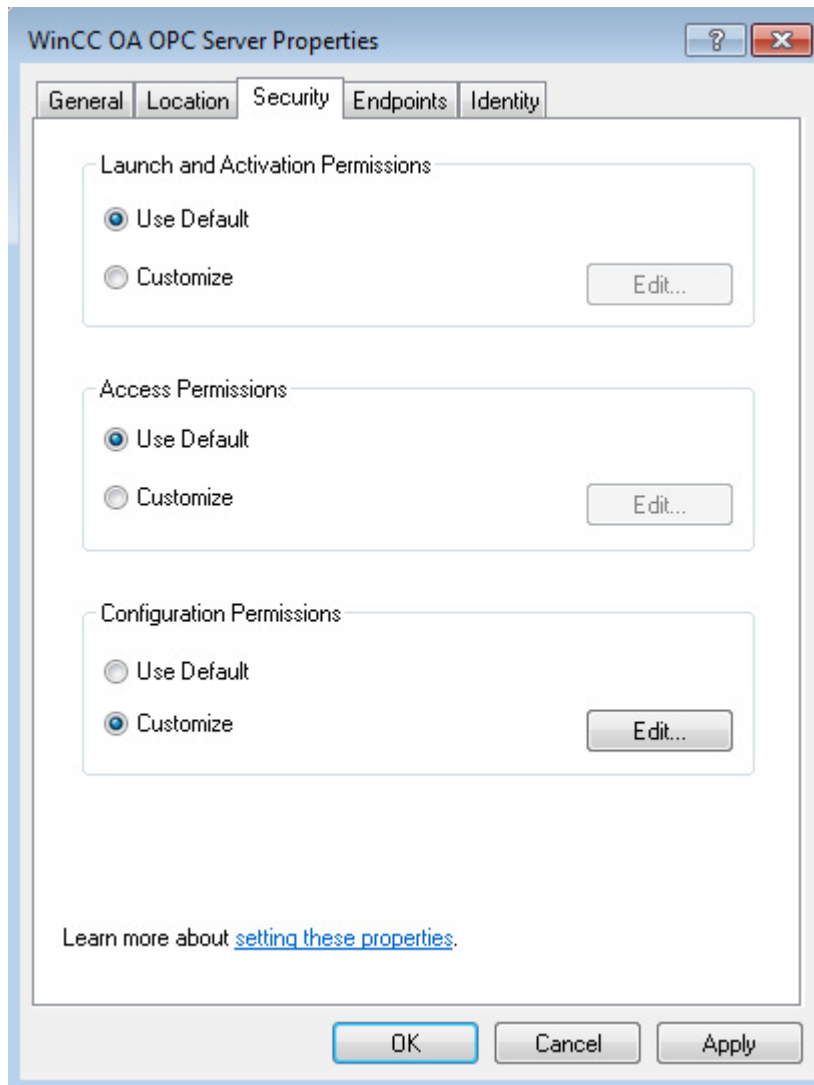 WinCC OA OPC Server Properties
?
General Location Security Endpoints Identity
Launch and Activation Permissions
Use Default
Customize
Edit...
Access Permissions
Use Default
Customize
Edit...
Configuration Permissions
Use Default
Customize
Edit...
Learn more about setting these properties.
OK Cancel Apply